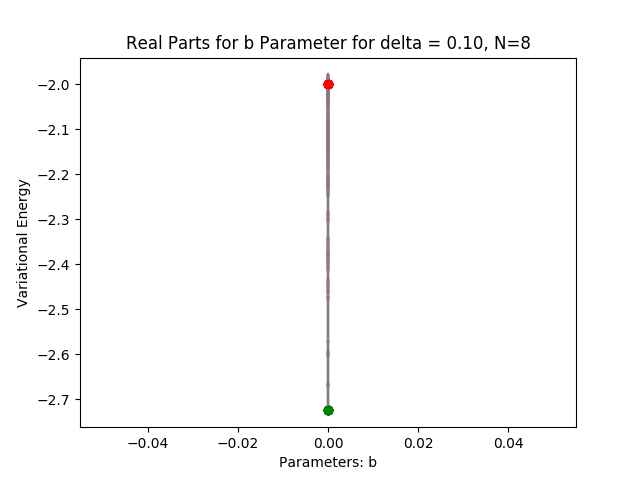 Real Parts for b Parameter for delta = 0.10, N=8
−2.0
−2.1
−2.2
−2.3
−2.4
−2.5
−2.6
−2.7
Variational Energy
−0.04 −0.02 0.00 0.02 0.04
Parameters: b